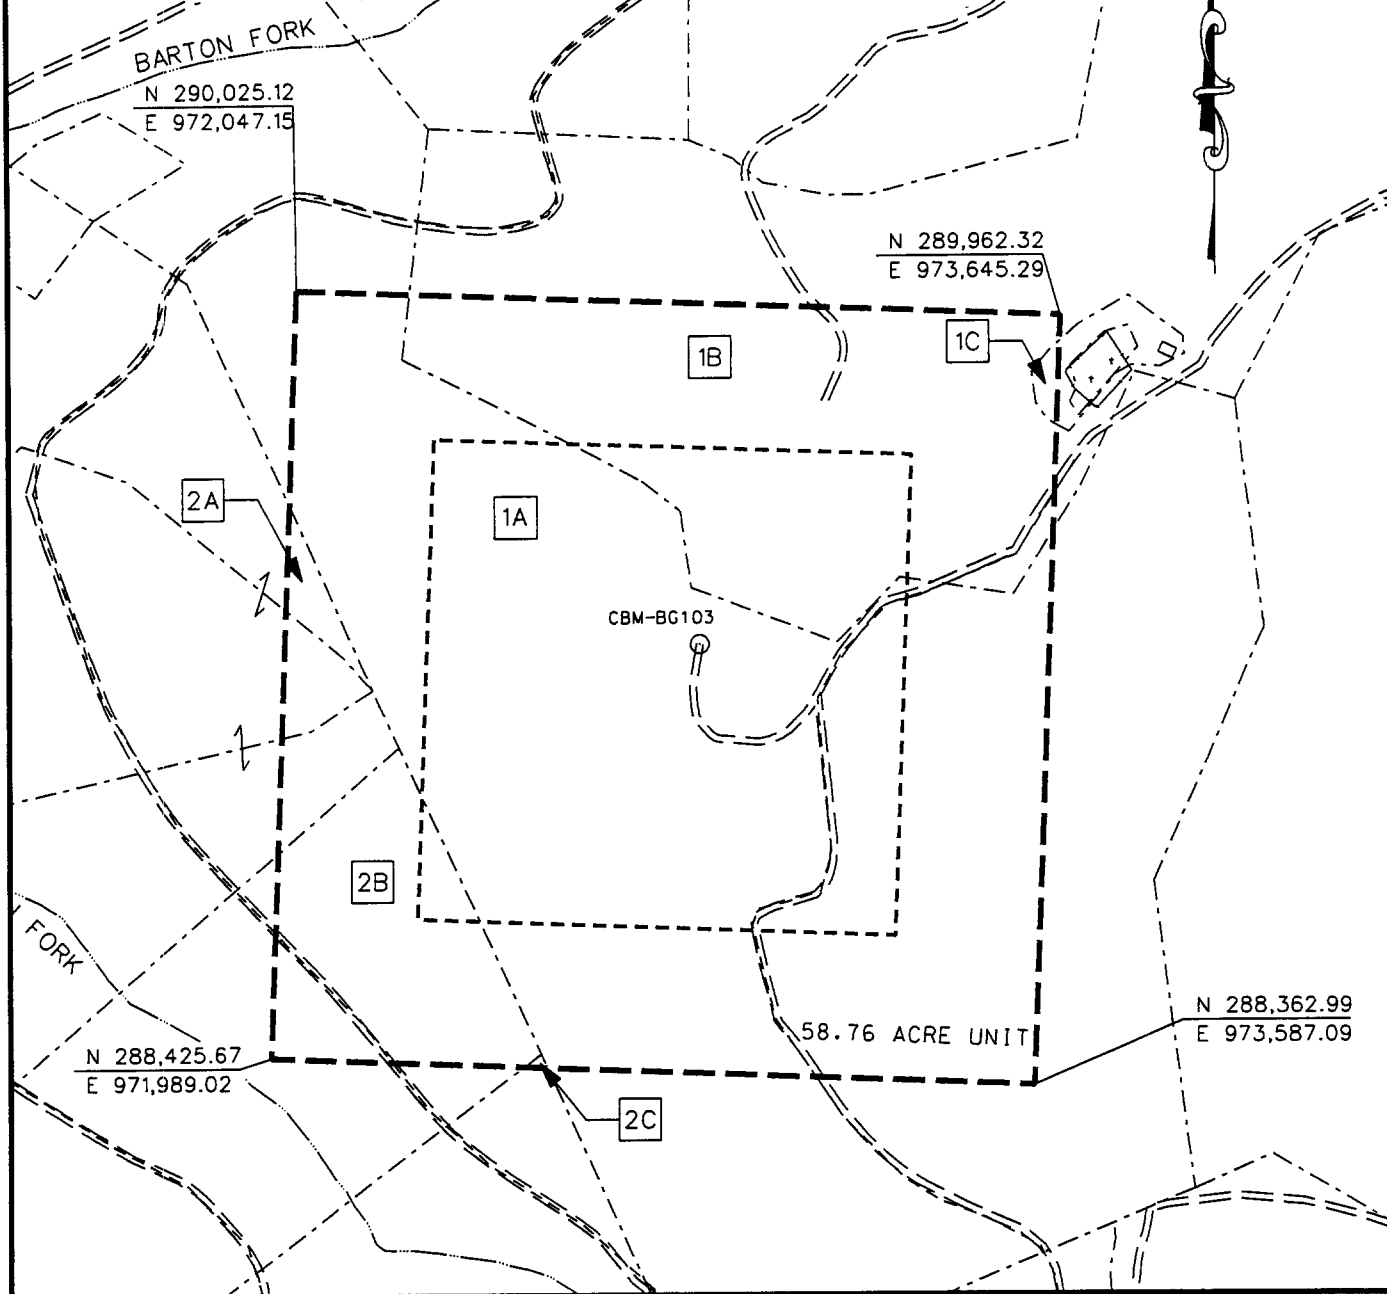 BARTON FORK
N 290,025.12
E 972,047.15
N 289,962.32
E 973,645.29
1B
1C
2A
1A
CBM-BG103
2B
FORK
58.76 ACRE UNIT
N 288,362.99
E 973,587.09
N 288,425.67
E 971,989.02
2C